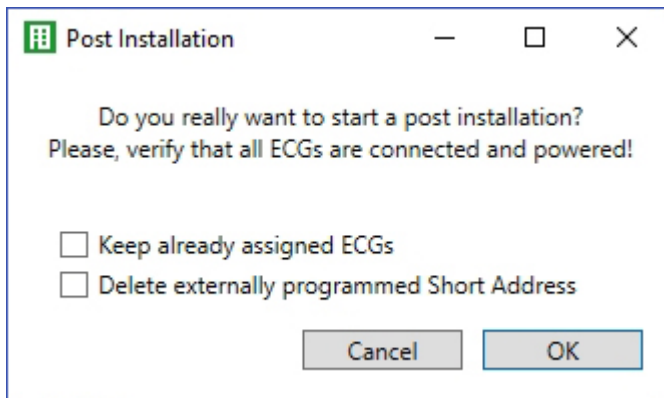 Post Installation
Do you really want to start a post installation?
Please, verify that all ECGs are connected and powered!
Keep already assigned ECGs
Delete externally programmed Short Address
Cancel
OK